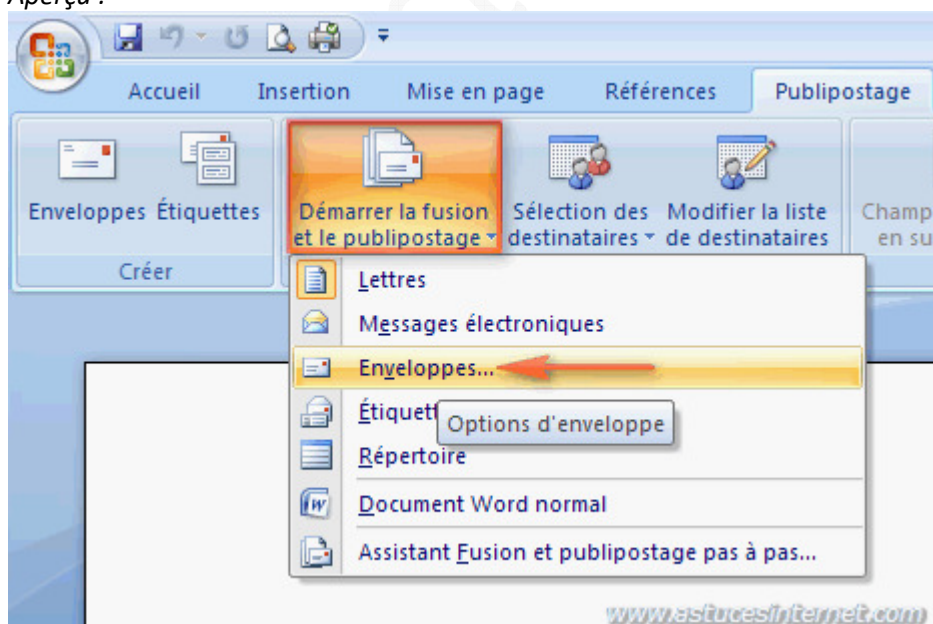 Aperçu :
Accueil Insertion Mise en page Références Publipostage
Enveloppes Étiquettes Démarrer la fusion et le publipostage Sélection des destinataires Modifier la liste de destinataires Champ en su
Créer
Lettres
Messages électroniques
Enveloppes...
Étiquett
Options d'enveloppe
Répertoire
Document Word normal
Assistant Fusion et publipostage pas à pas...
www.astucesinternet.com